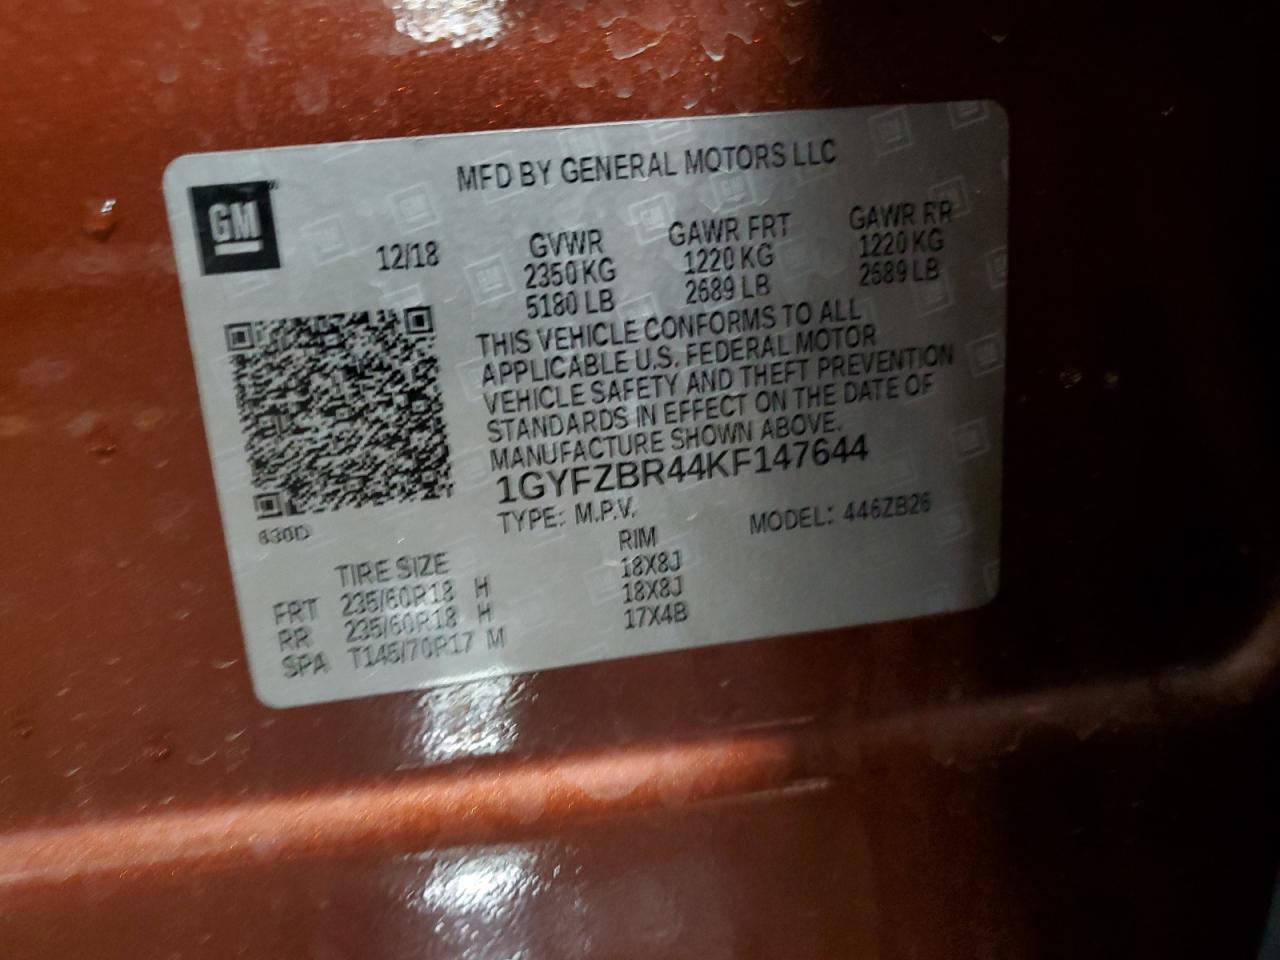 MFD BY GENERAL MOTORS LLC
GM
12/18
GVWR GAWR FRT GAWR RR
2350 KG 1220 KG 1220 KG
5180 LB 2689 LB 2689 LB
THIS VEHICLE CONFORMS TO ALL
APPLICABLE U.S. FEDERAL MOTOR
VEHICLE SAFETY AND THEFT PREVENTION
STANDARDS IN EFFECT ON THE DATE OF
MANUFACTURE SHOWN ABOVE.
1GYFZBR44KF147644
TYPE: M.P.V. MODEL: 446ZB26
TIRE SIZE RIM
FRT 235/60R18 H 18X8J
RR 235/60R18 H 18X8J
SPA T145/70R17 M 17X4B